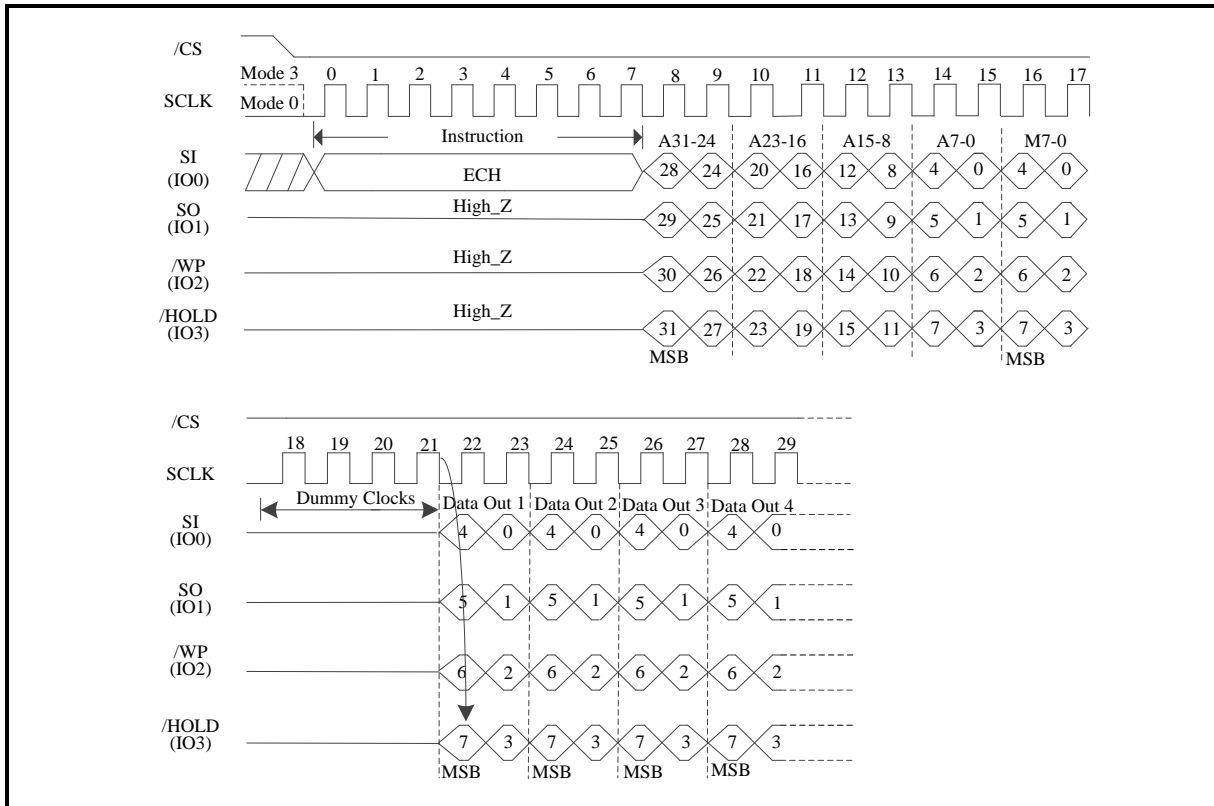 /CS
Mode 3 0 1 2 3 4 5 6 7 8 9 10 11 12 13 14 15 16 17
SCLK Mode 0
Instruction A31-24 A23-16 A15-8 A7-0 M7-0
SI
(IO0) ECH 28 24 20 16 12 8 4 0 4 0
SO
(IO1) High_Z 29 25 21 17 13 9 5 1 5 1
/WP
(IO2) High_Z 30 26 22 18 14 10 6 2 6 2
/HOLD
(IO3) High_Z 31 27 23 19 15 11 7 3 7 3
MSB MSB
/CS
18 19 20 21 22 23 24 25 26 27 28 29
SCLK
Dummy Clocks Data Out 1 Data Out 2 Data Out 3 Data Out 4
SI
(IO0) 4 0 4 0 4 0 4 0
SO
(IO1) 5 1 5 1 5 1 5 1
/WP
(IO2) 6 2 6 2 6 2 6 2
/HOLD
(IO3) 7 3 7 3 7 3 7 3
MSB MSB MSB MSB